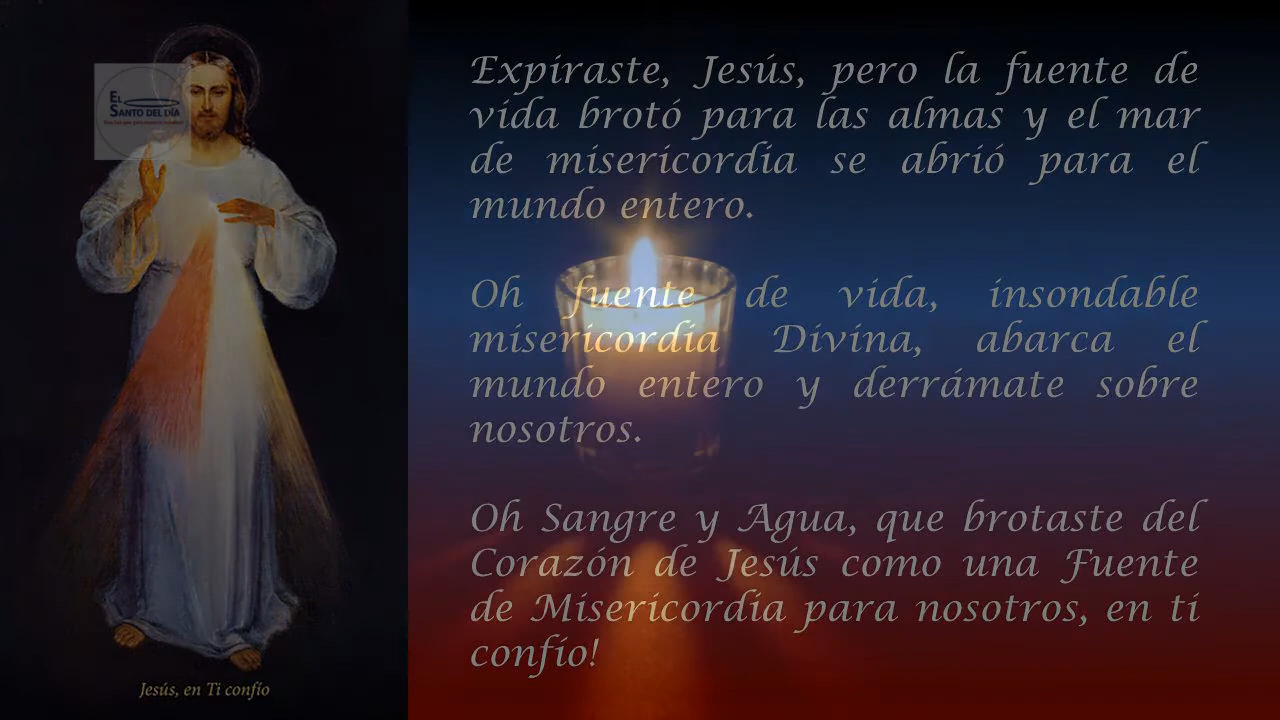 EL
SANTO DEL DÍA
Expiraste, Jesús, pero la fuente de
vida brotó para las almas y el mar
de misericordia se abrió para el
mundo entero.
Oh fuente de vida, insondable
misericordia Divina, abarca el
mundo entero y derrámate sobre
nosotros.
Oh Sangre y Agua, que brotaste del
Corazón de Jesús como una Fuente
de Misericordia para nosotros, en ti
confío!
Jesús, en Ti confío